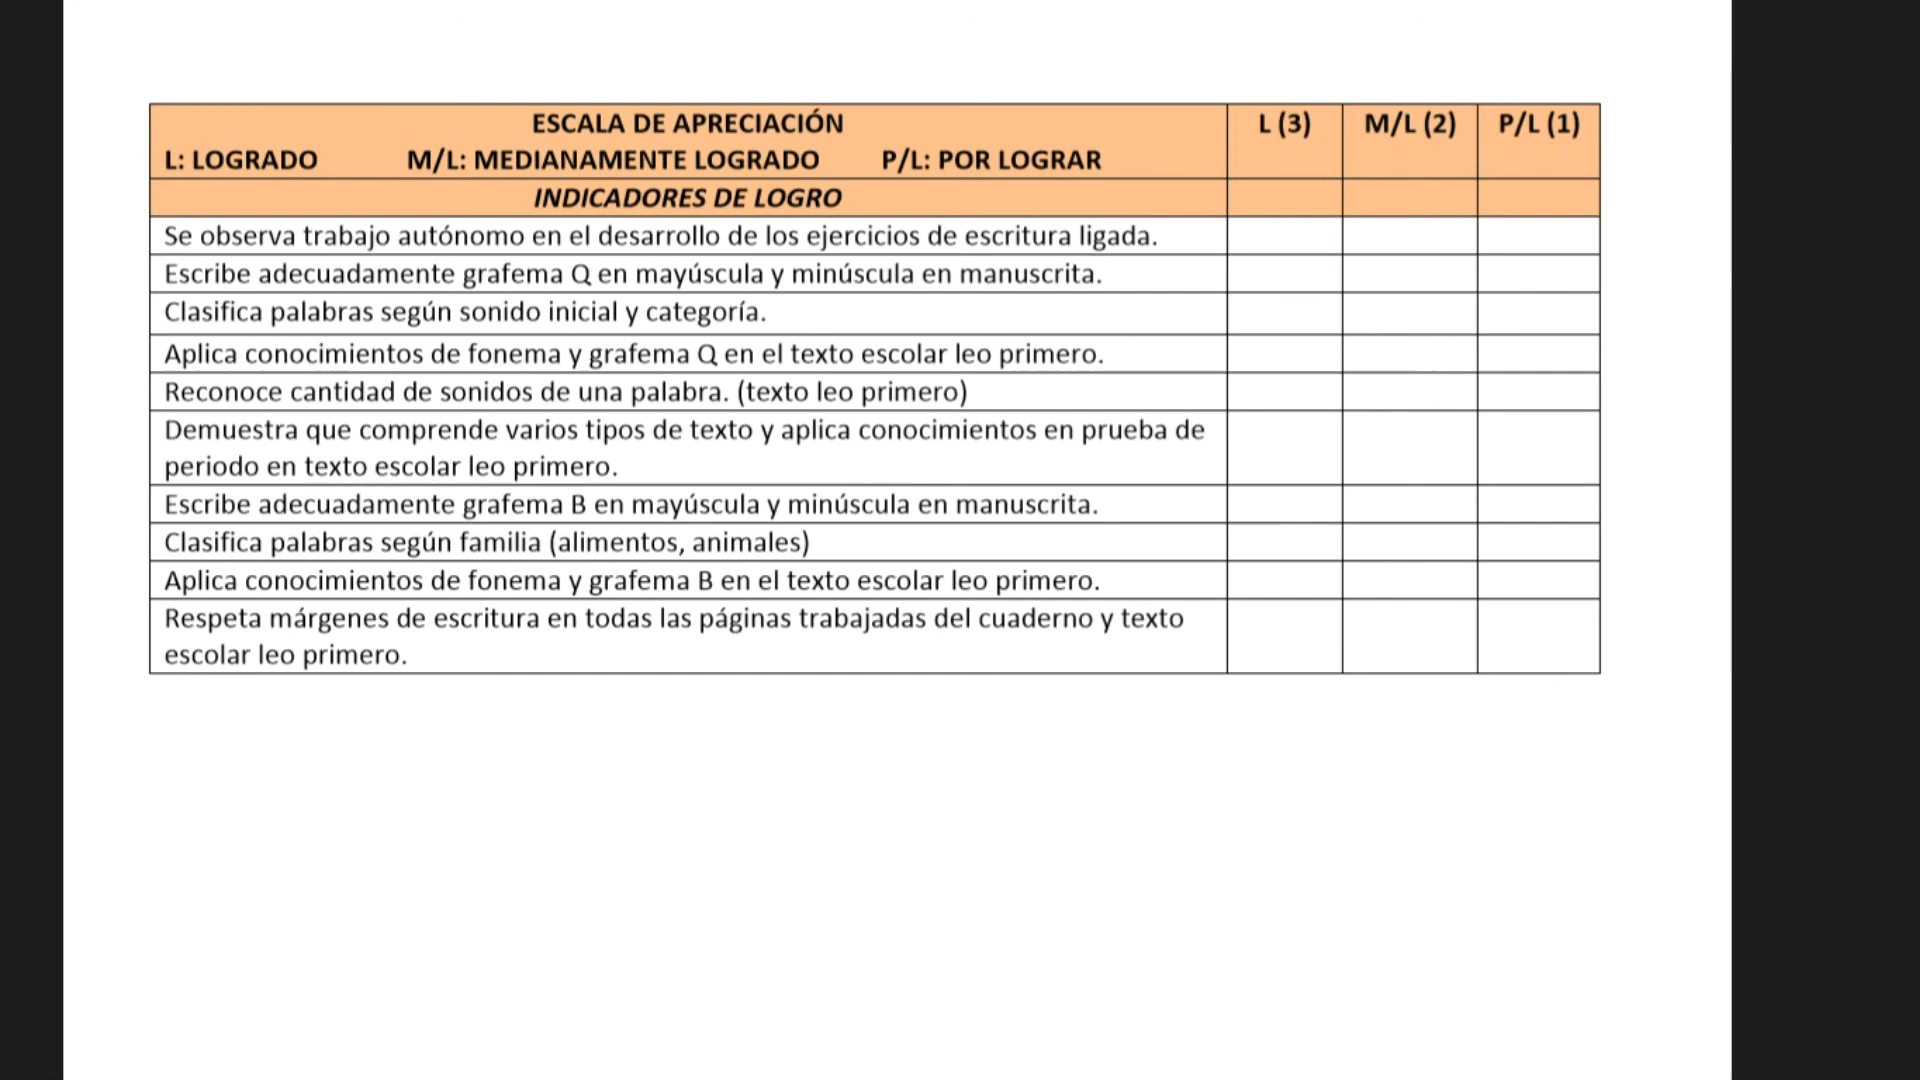 ESCALA DE APRECIACIÓN L (3) M/L (2) P/L (1)
L: LOGRADO M/L: MEDIANAMENTE LOGRADO P/L: POR LOGRAR
INDICADORES DE LOGRO
Se observa trabajo autónomo en el desarrollo de los ejercicios de escritura ligada.
Escribe adecuadamente grafema Q en mayúscula y minúscula en manuscrita.
Clasifica palabras según sonido inicial y categoría.
Aplica conocimientos de fonema y grafema Q en el texto escolar leo primero.
Reconoce cantidad de sonidos de una palabra. (texto leo primero)
Demuestra que comprende varios tipos de texto y aplica conocimientos en prueba de
periodo en texto escolar leo primero.
Escribe adecuadamente grafema B en mayúscula y minúscula en manuscrita.
Clasifica palabras según familia (alimentos, animales)
Aplica conocimientos de fonema y grafema B en el texto escolar leo primero.
Respeta márgenes de escritura en todas las páginas trabajadas del cuaderno y texto
escolar leo primero.